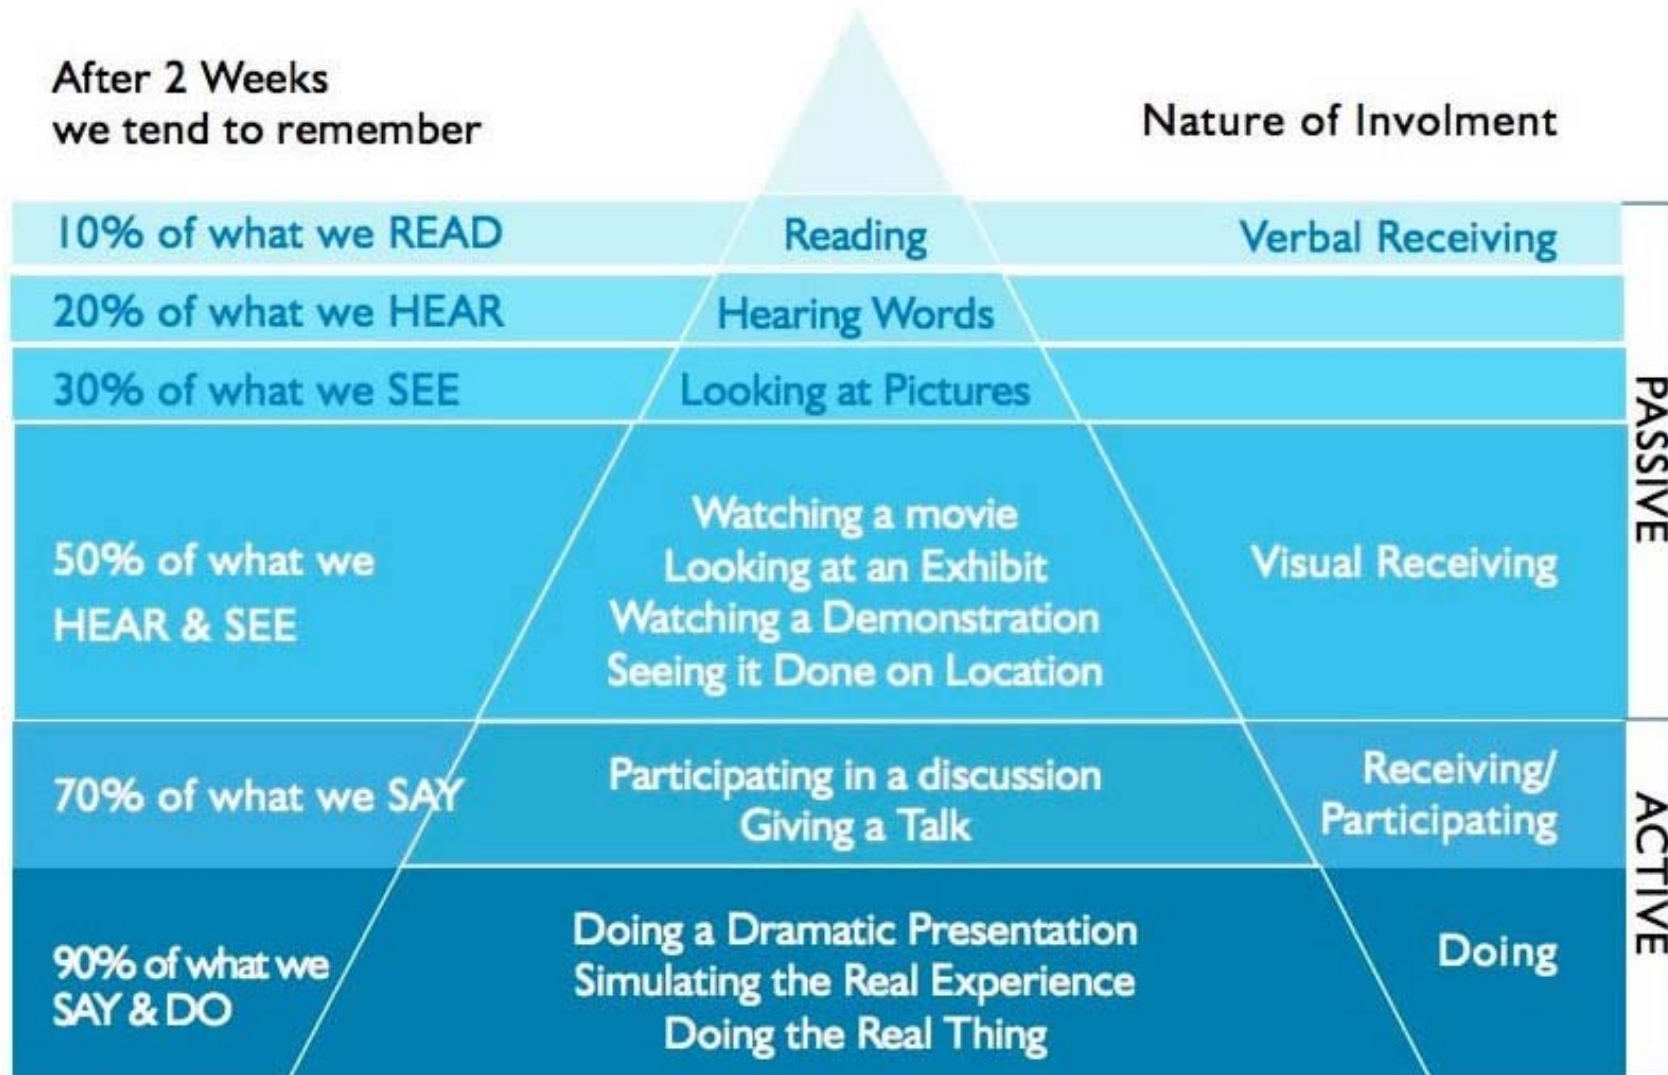 After 2 Weeks
we tend to remember
Nature of Involment
10% of what we READ
Reading
Verbal Receiving
20% of what we HEAR
Hearing Words
30% of what we SEE
Looking at Pictures
PASSIVE
50% of what we
HEAR & SEE
Watching a movie
Looking at an Exhibit
Watching a Demonstration
Seeing it Done on Location
Visual Receiving
70% of what we SAY
Participating in a discussion
Giving a Talk
Receiving/
Participating
ACTIVE
90% of what we
SAY & DO
Doing a Dramatic Presentation
Simulating the Real Experience
Doing the Real Thing
Doing